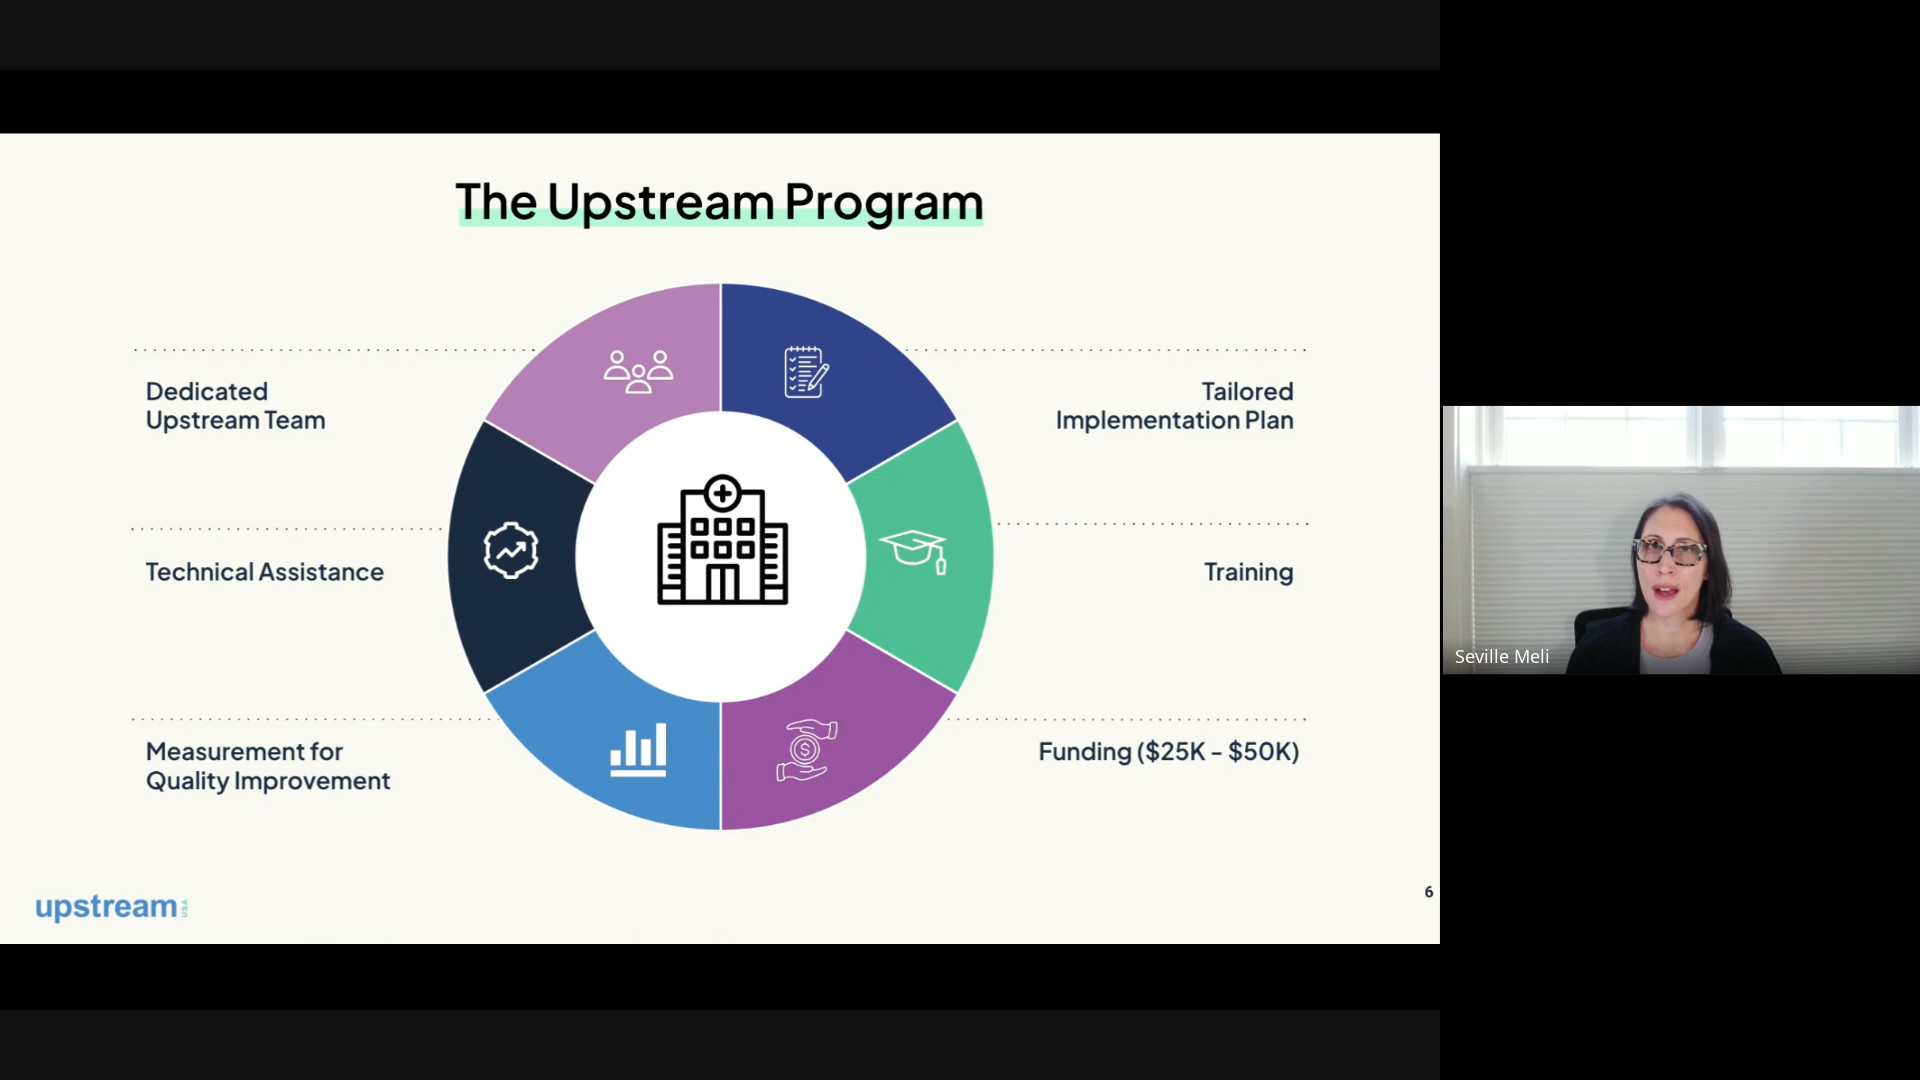 The Upstream Program
Dedicated
Upstream Team
Tailored
Implementation Plan
Technical Assistance
Training
Measurement for
Quality Improvement
Funding ($25K - $50K)
upstream USA
6
Seville Meli